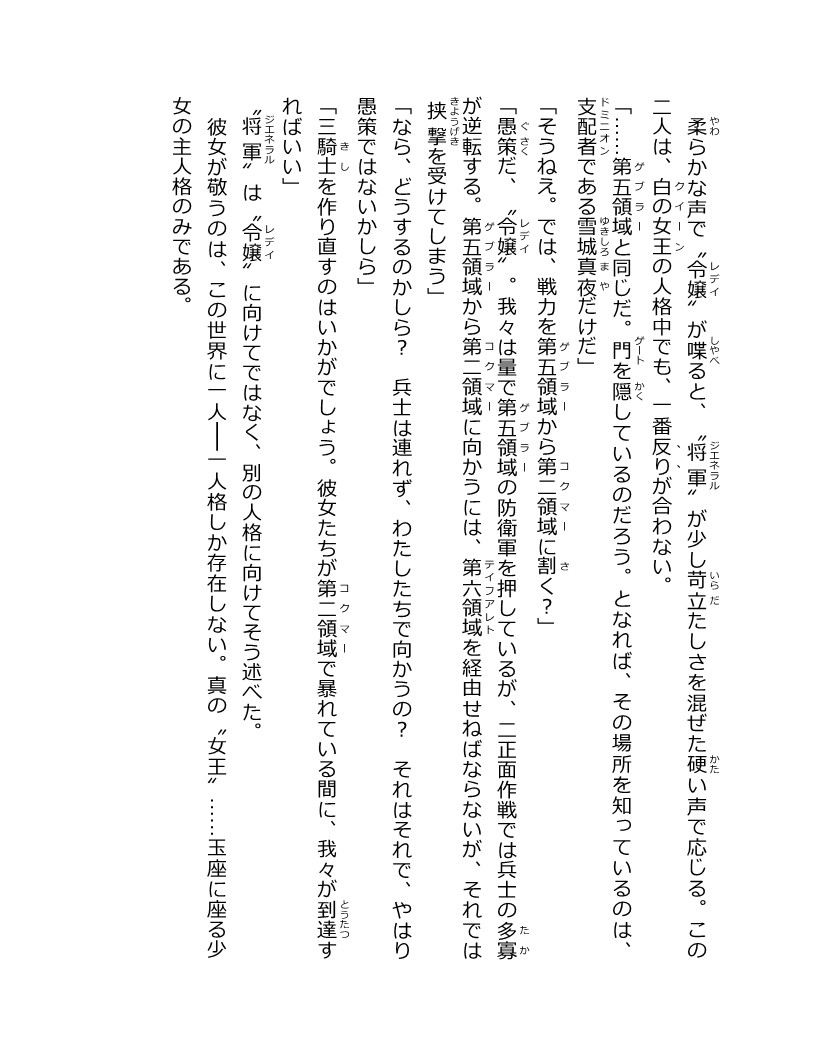 柔らかな声で〝令嬢〟が喋ると、〝将軍〟が少し苛立たしさを混ぜた硬い声で応じる。この
二人は、白の女王の人格中でも、一番反りが合わない。
「……第五領域と同じだ。門を隠しているのだろう。となれば、その場所を知っているのは、
支配者である雪城真夜だけだ」
「そうねえ。では、戦力を第五領域から第二領域に割く？」
「愚策だ、〝令嬢〟。我々は量で第五領域の防衛軍を押しているが、二正面作戦では兵士の多寡
が逆転する。第五領域から第二領域に向かうには、第六領域を経由せねばならないが、それでは
挟撃を受けてしまう」
「なら、どうするのかしら？　兵士は連れず、わたしたちで向かうの？　それはそれで、やはり
愚策ではないかしら」
「三騎士を作り直すのはいかがでしょう。彼女たちが第二領域で暴れている間に、我々が到達す
ればいい」
　〝将軍〟は〝令嬢〟に向けてではなく、別の人格に向けてそう述べた。
　彼女が敬うのは、この世界に一人――一人格しか存在しない。真の〝女王〟……玉座に座る少
女の主人格のみである。